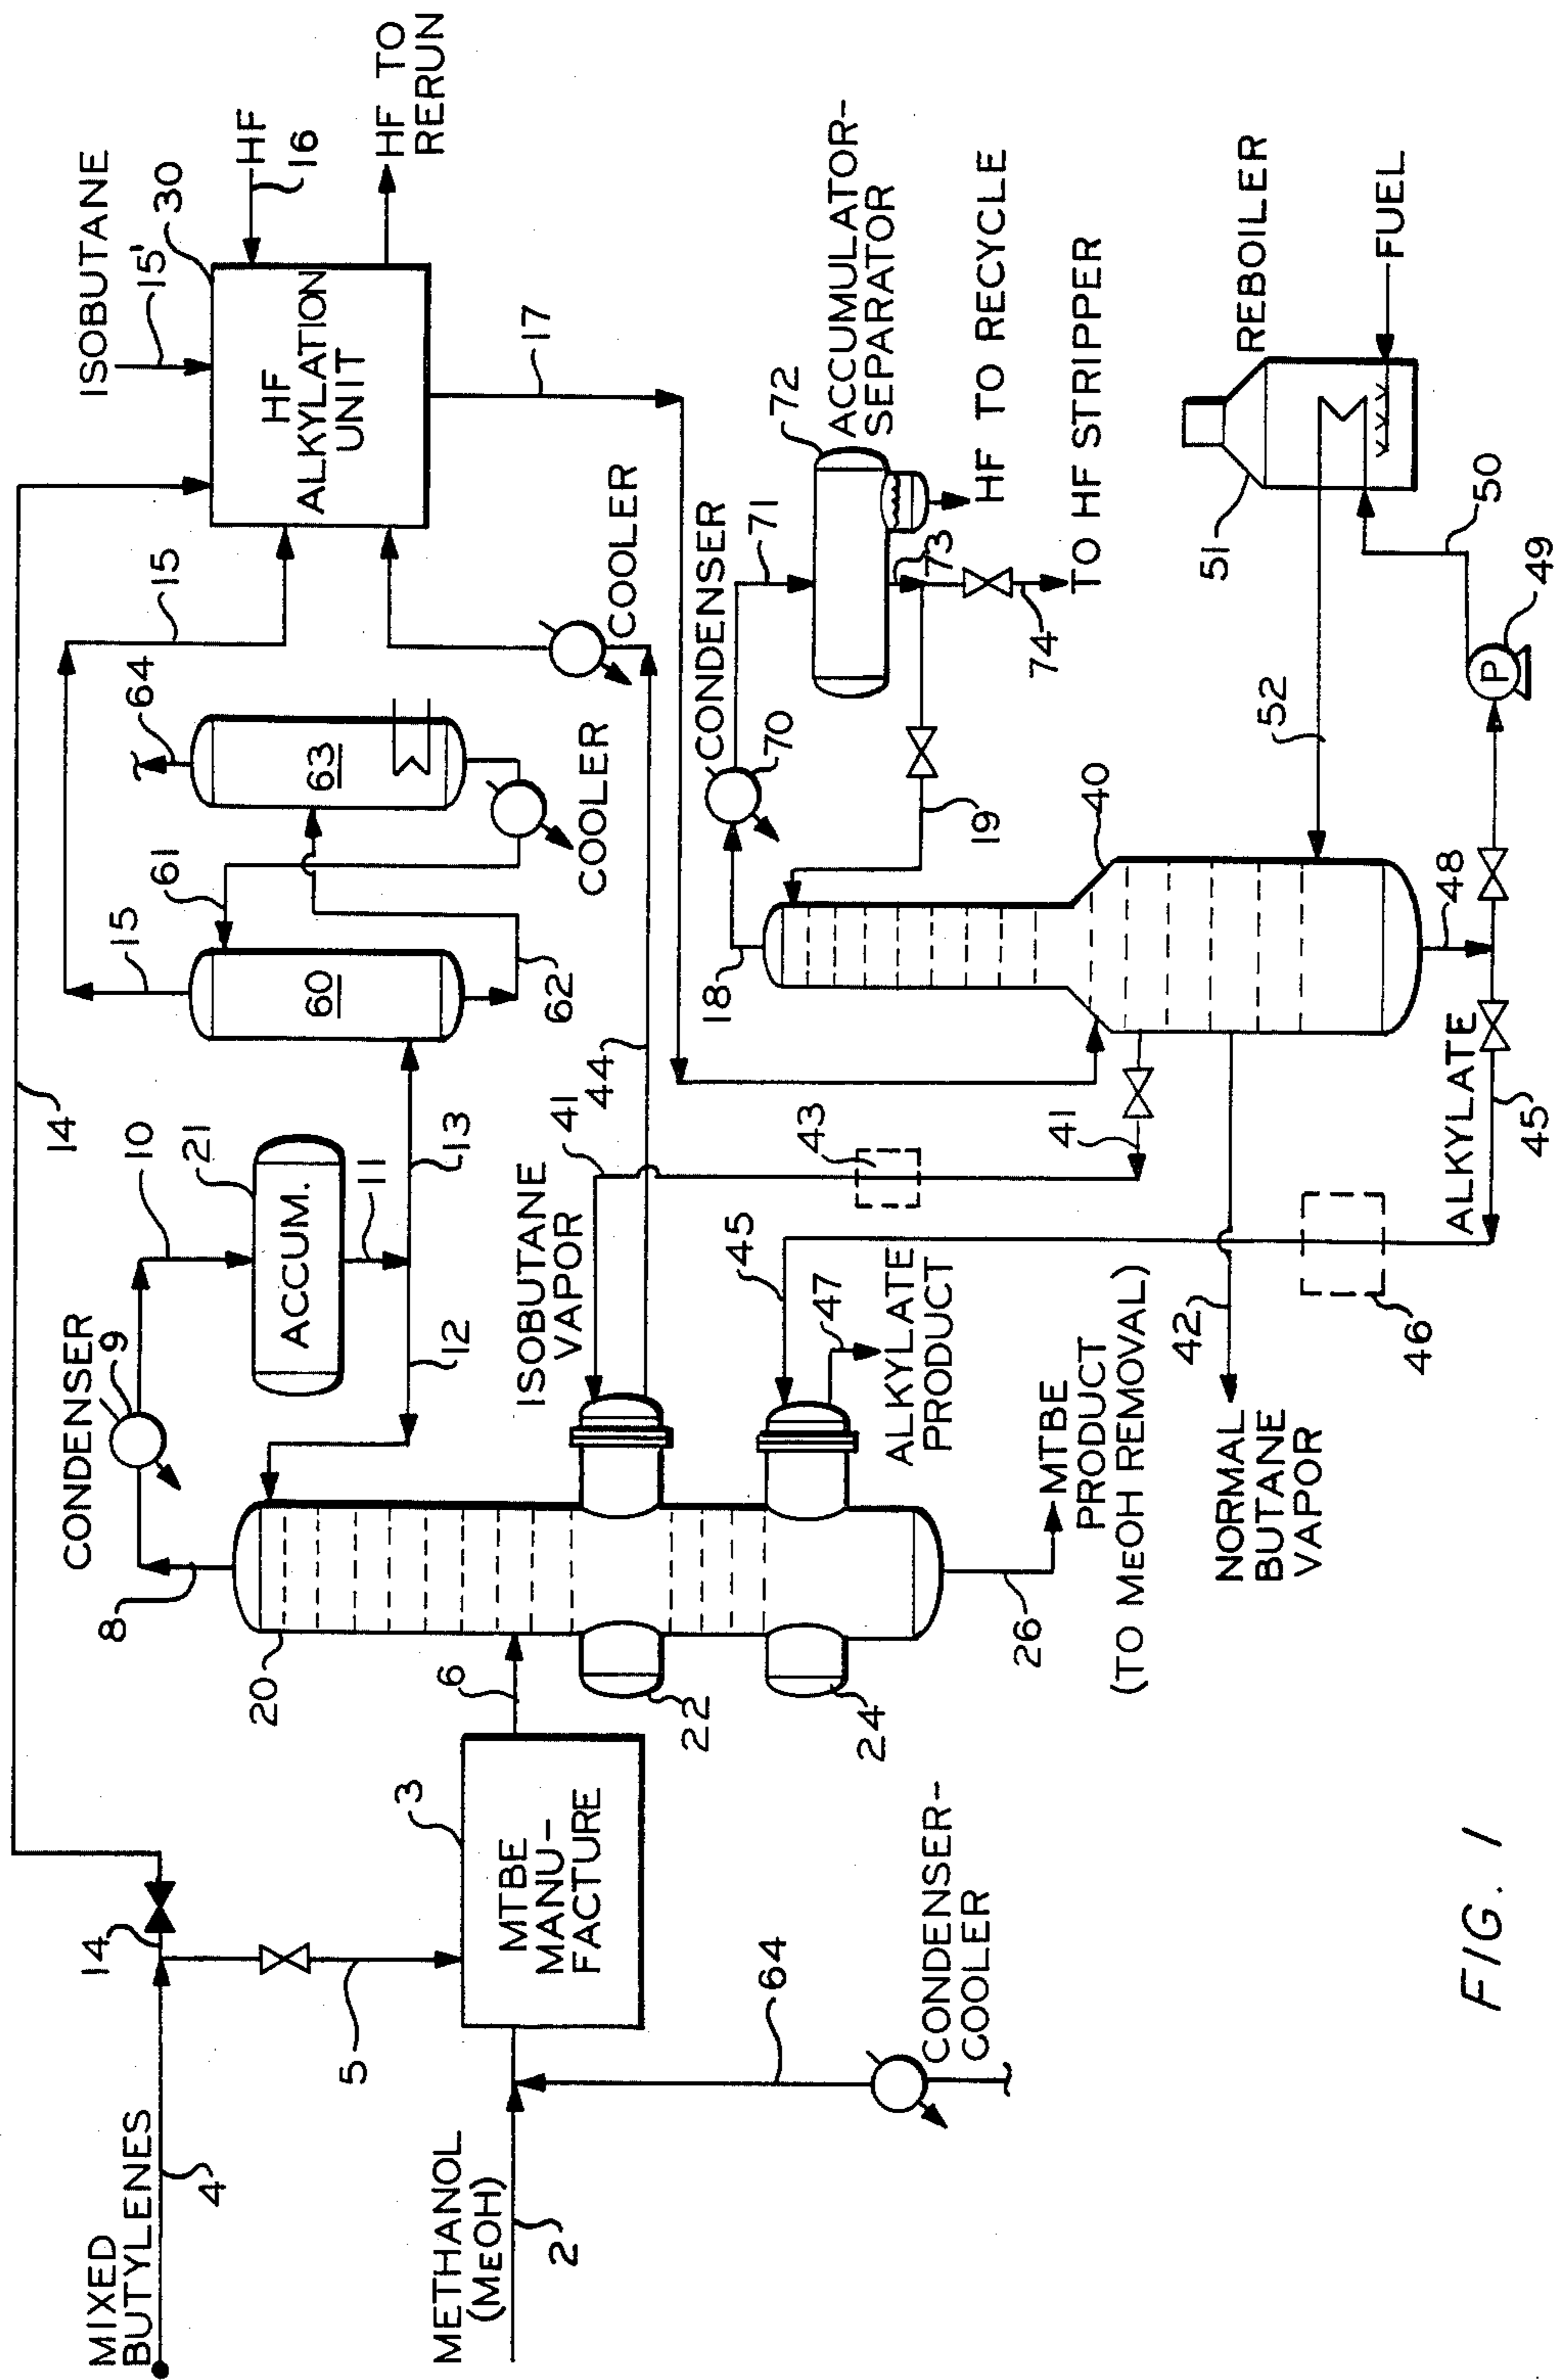 MIXED
BUTYLENES
4
14
14
5
METHANOL
(MEOH)
2
3
MTBE
MANU-
FACTURE
64
CONDENSER-
COOLER
6
20
8
CONDENSER
9
10
21
ACCUM.
11
12
13
22
24
26
MTBE
PRODUCT
(TO MEOH REMOVAL)
ISOBUTANE
VAPOR
41
44
45
47
ALKYLATE
PRODUCT
15
60
61
62
63
64
COOLER
15
COOLER
ISOBUTANE
15'
30
HF
16
HF
ALKYLATION
UNIT
HF TO
RERUN
17
CONDENSER
70
71
72
ACCUMULATOR-
SEPARATOR
18
19
73
74
HF TO RECYCLE
TO HF STRIPPER
40
41
43
42
NORMAL
BUTANE
VAPOR
46
ALKYLATE
45
48
P
49
50
51
52
REBOILER
FUEL
FIG. 1